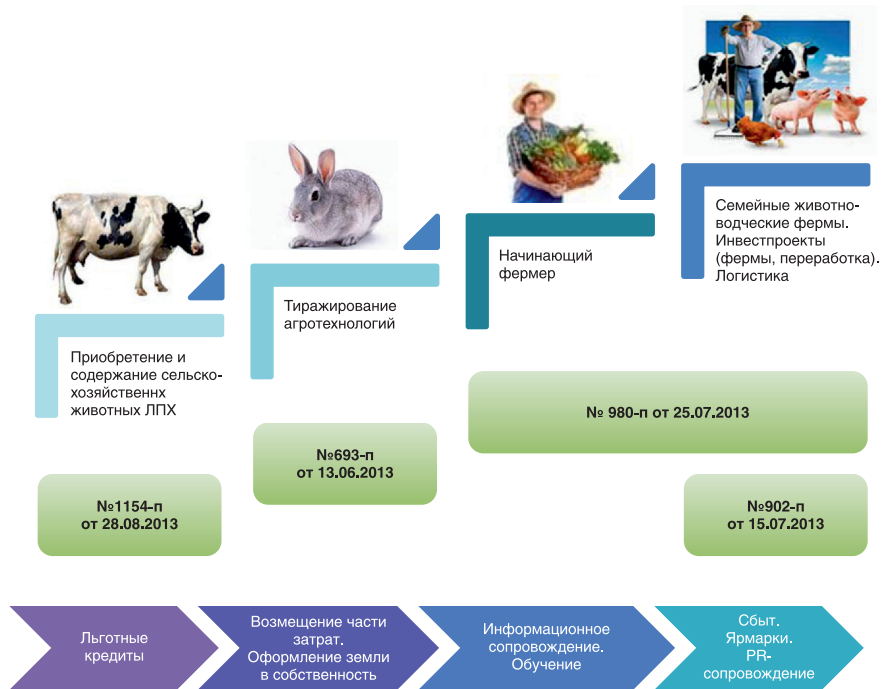 Приобретение и
содержание сельско-
хозяйственнх
животных ЛПХ
Тиражирование
агротехнологий
Начинающий
фермер
Семейные животно-
водческие фермы.
Инвестпроекты
(фермы, переработка).
Логистика
№1154-п
от 28.08.2013
№693-п
от 13.06.2013
№ 980-п от 25.07.2013
№902-п
от 15.07.2013
Льготные
кредиты
Возмещение части
затрат.
Оформление земли
в собственность
Информационное
сопровождение.
Обучение
Сбыт.
Ярмарки.
PR-
сопровождение